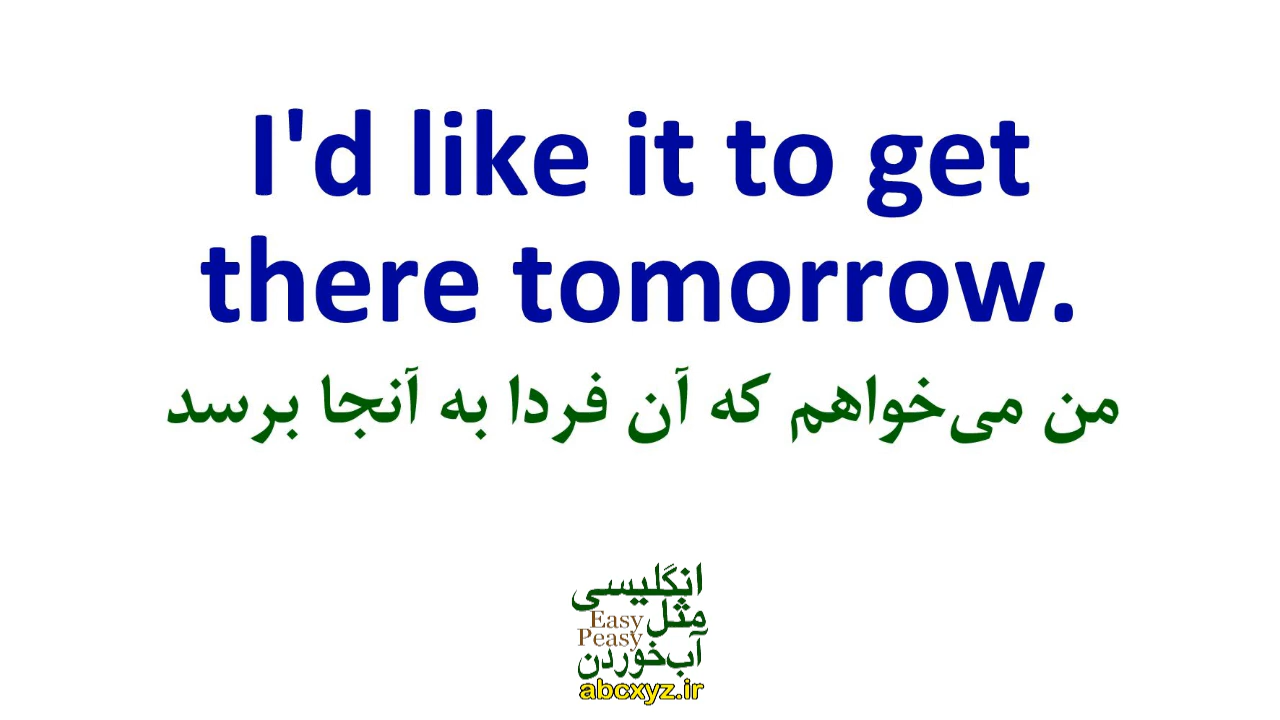 I'd like it to get
there tomorrow.
من می‌خواهم که آن فردا به آنجا برسد
انگلیسی
مثل
Easy
Peasy
آب‌خوردن
abcxyz.ir